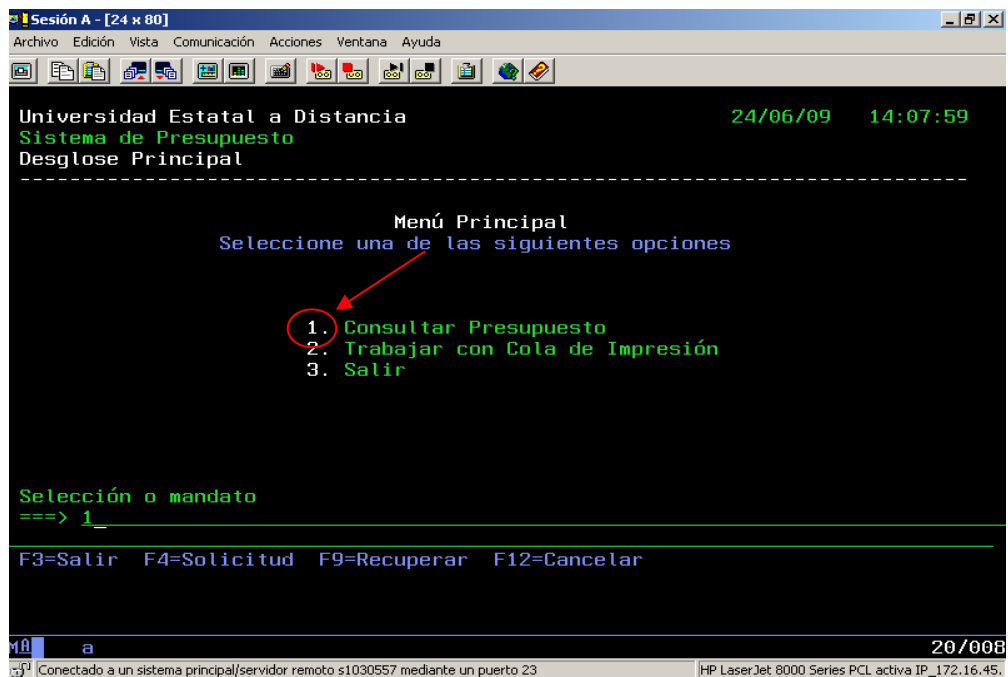 Sesión A - [24 x 80]
Archivo Edición Vista Comunicación Acciones Ventana Ayuda
Universidad Estatal a Distancia 24/06/09 14:07:59
Sistema de Presupuesto
Desglose Principal
Menú Principal
Seleccione una de las siguientes opciones
1. Consultar Presupuesto
2. Trabajar con Cola de Impresión
3. Salir
Selección o mandato
===> 1
F3=Salir F4=Solicitud F9=Recuperar F12=Cancelar
MA a 20/008
Conectado a un sistema principal/servidor remoto s1030557 mediante un puerto 23 HP LaserJet 8000 Series PCL activa IP_172.16.45.